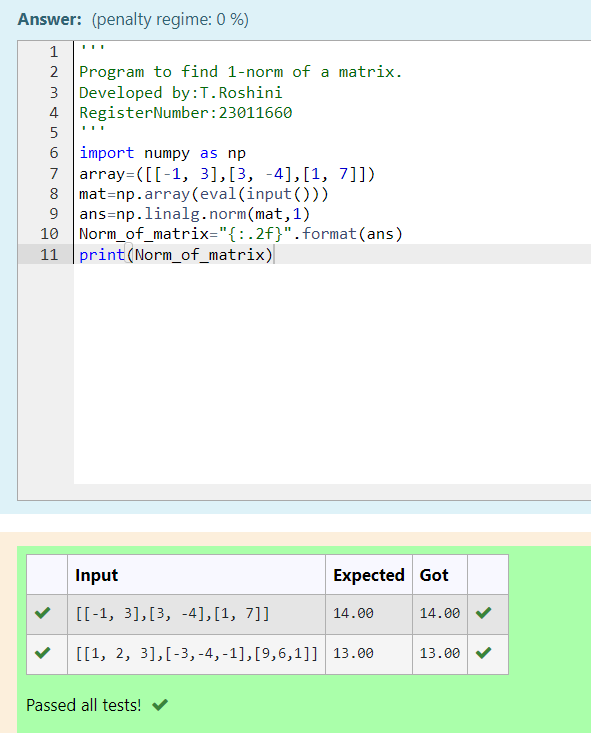 Answer: (penalty regime: 0 %)
1 '''
2 Program to find 1-norm of a matrix.
3 Developed by:T.Roshini
4 RegisterNumber:23011660
5 '''
6 import numpy as np
7 array=([[-1, 3],[3, -4],[1, 7]])
8 mat=np.array(eval(input()))
9 ans=np.linalg.norm(mat,1)
10 Norm_of_matrix="{:.2f}".format(ans)
11 print(Norm_of_matrix)
Input Expected Got
[[-1, 3],[3, -4],[1, 7]] 14.00 14.00
[[1, 2, 3],[-3,-4,-1],[9,6,1]] 13.00 13.00
Passed all tests!